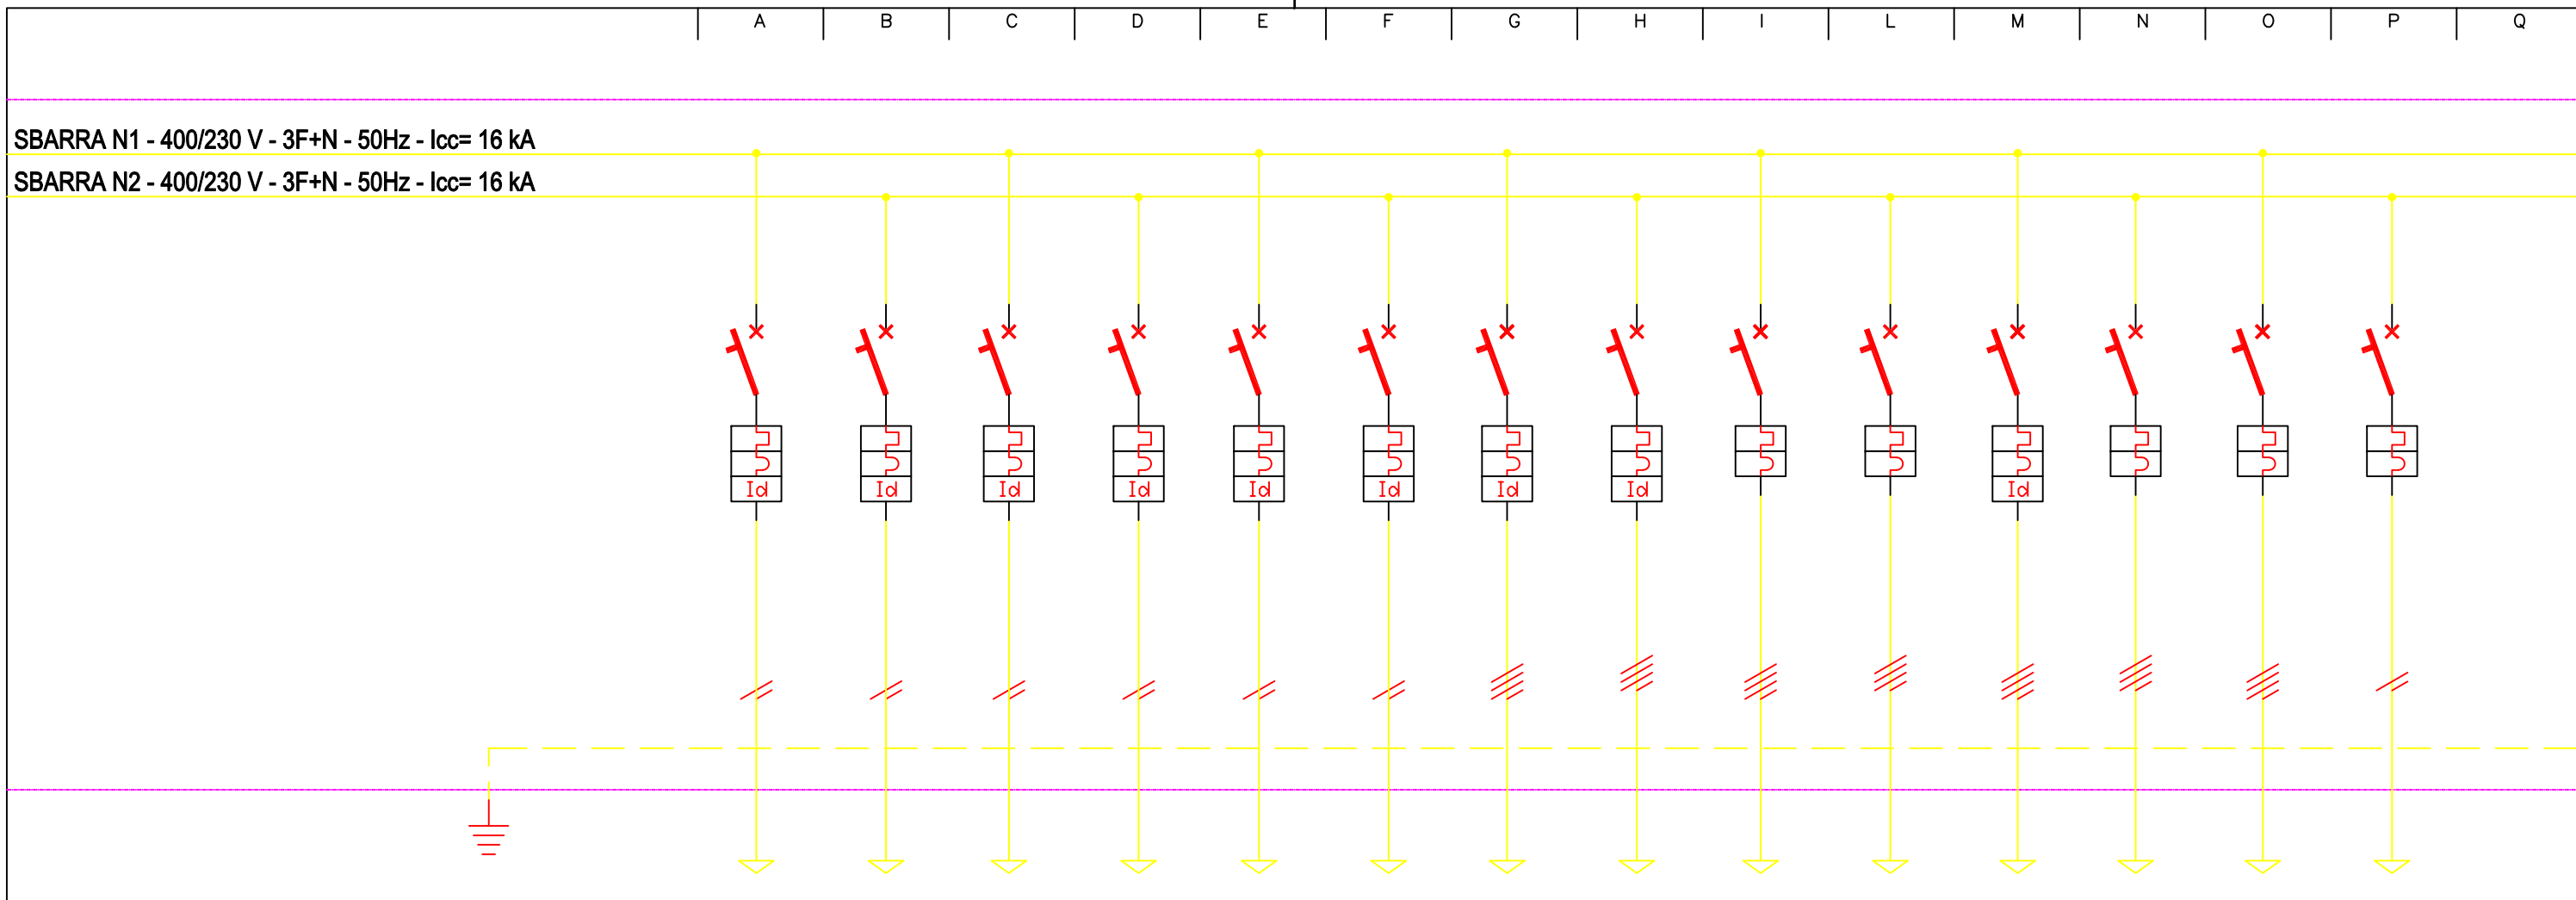 A B C D E F G H I L M N O P Q
SBARRA N1 - 400/230 V - 3F+N - 50Hz - Icc= 16 kA
SBARRA N2 - 400/230 V - 3F+N - 50Hz - Icc= 16 kA
Id Id Id Id Id Id Id Id Id